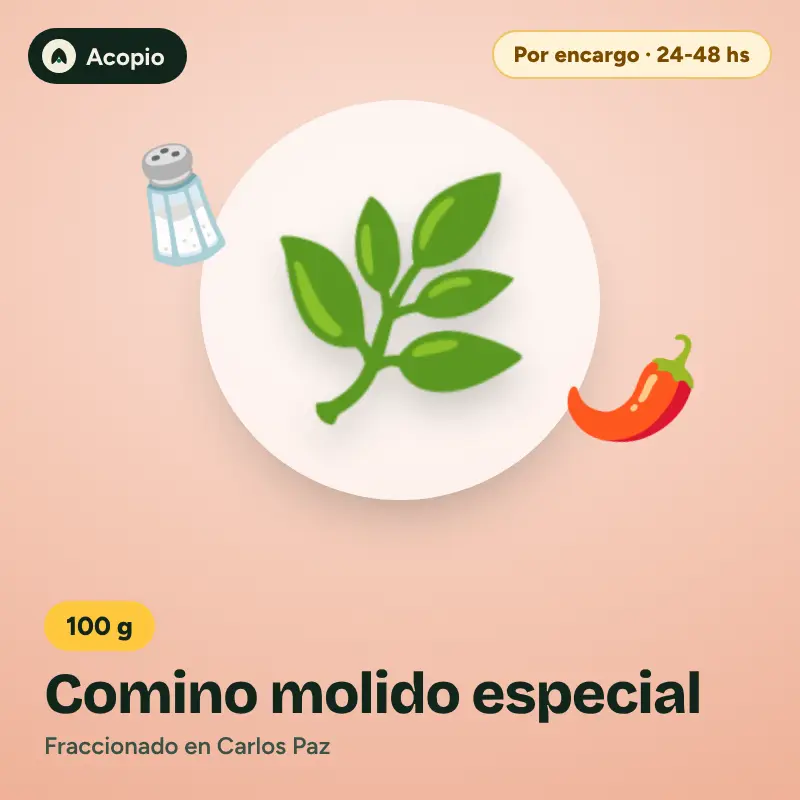 Acopio
Por encargo · 24-48 hs
100 g
Comino molido especial
Fraccionado en Carlos Paz